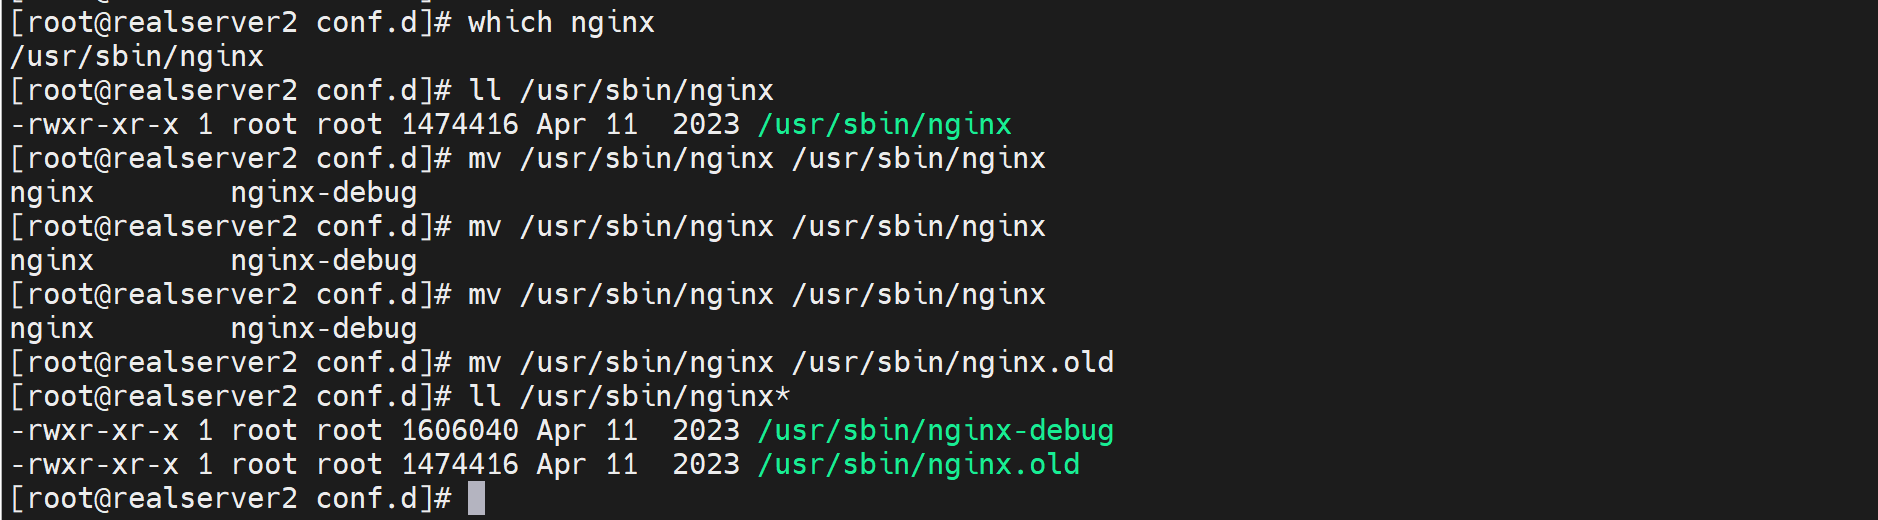 [root@realserver2 conf.d]# which nginx
/usr/sbin/nginx
[root@realserver2 conf.d]# ll /usr/sbin/nginx
-rwxr-xr-x 1 root root 1474416 Apr 11  2023 /usr/sbin/nginx
[root@realserver2 conf.d]# mv /usr/sbin/nginx /usr/sbin/nginx
nginx        nginx-debug
[root@realserver2 conf.d]# mv /usr/sbin/nginx /usr/sbin/nginx
nginx        nginx-debug
[root@realserver2 conf.d]# mv /usr/sbin/nginx /usr/sbin/nginx
nginx        nginx-debug
[root@realserver2 conf.d]# mv /usr/sbin/nginx /usr/sbin/nginx.old
[root@realserver2 conf.d]# ll /usr/sbin/nginx*
-rwxr-xr-x 1 root root 1606040 Apr 11  2023 /usr/sbin/nginx-debug
-rwxr-xr-x 1 root root 1474416 Apr 11  2023 /usr/sbin/nginx.old
[root@realserver2 conf.d]#